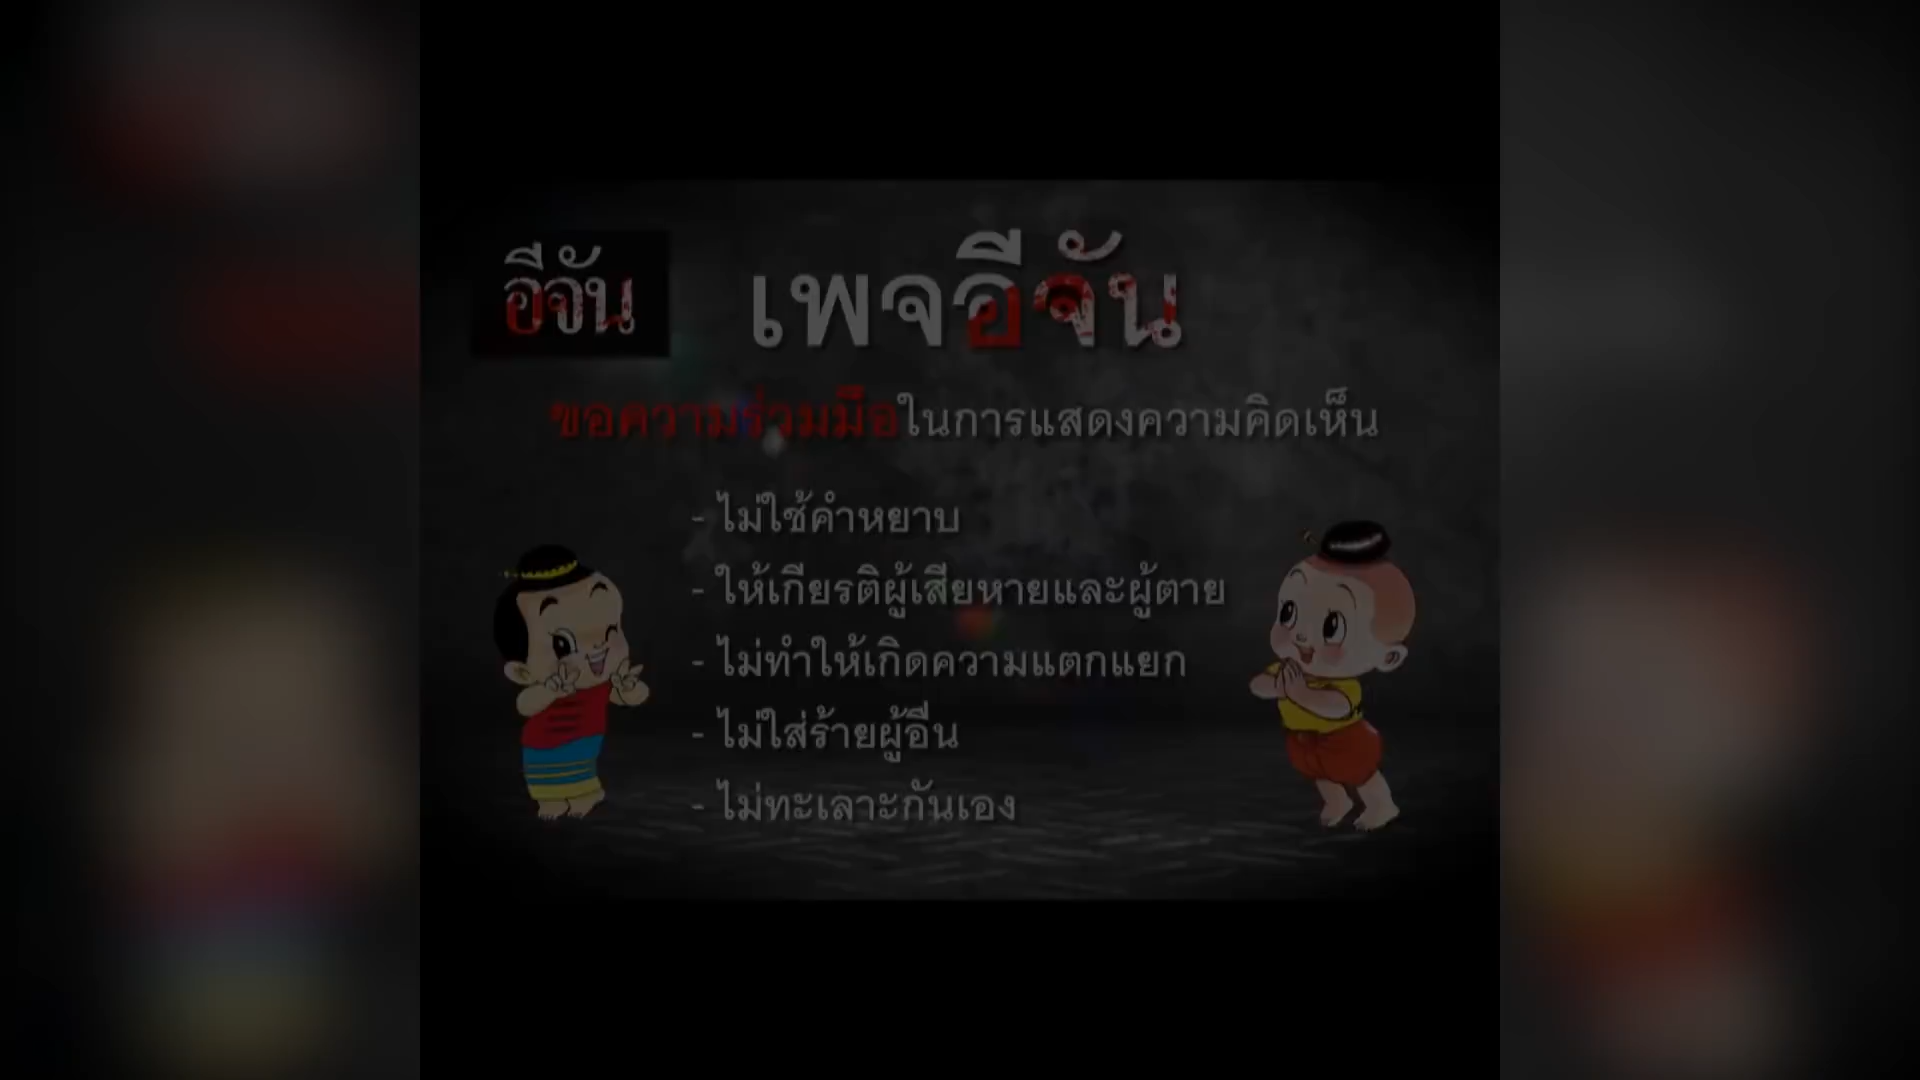 อีจัน
เพจอีจัน
ขอความร่วมมือในการแสดงความคิดเห็น
- ไม่ใช้คำหยาบ
- ให้เกียรติผู้เสียหายและผู้ตาย
- ไม่ทำให้เกิดความแตกแยก
- ไม่ใส่ร้ายผู้อื่น
- ไม่ทะเลาะกันเอง